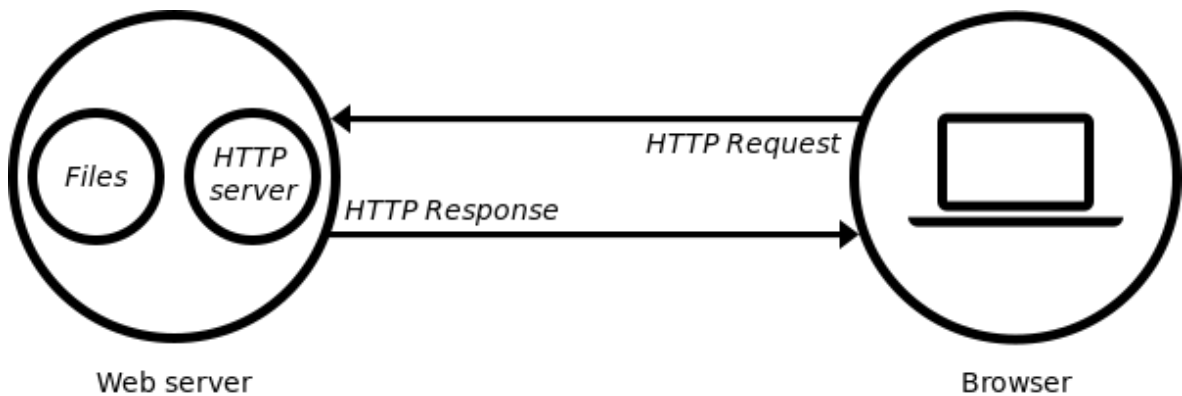 HTTP Request
Files
HTTP
server
HTTP Response
Web server
Browser